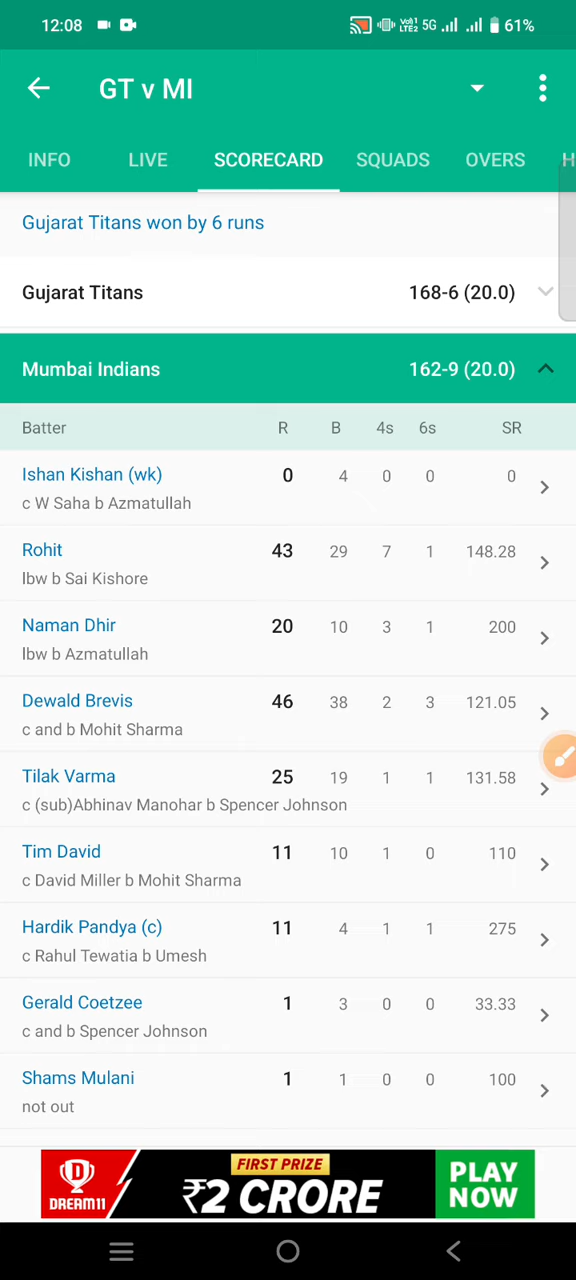 12:08 Vo) LTE2 5G 61%
GT v MI
INFO LIVE SCORECARD SQUADS OVERS H
Gujarat Titans won by 6 runs
Gujarat Titans 168-6 (20.0)
Mumbai Indians 162-9 (20.0)
Batter R B 4s 6s SR
Ishan Kishan (wk) 0 4 0 0 0
c W Saha b Azmatullah
Rohit 43 29 7 1 148.28
lbw b Sai Kishore
Naman Dhir 20 10 3 1 200
lbw b Azmatullah
Dewald Brevis 46 38 2 3 121.05
c and b Mohit Sharma
Tilak Varma 25 19 1 1 131.58
c (sub)Abhinav Manohar b Spencer Johnson
Tim David 11 10 1 0 110
c David Miller b Mohit Sharma
Hardik Pandya (c) 11 4 1 1 275
c Rahul Tewatia b Umesh
Gerald Coetzee 1 3 0 0 33.33
c and b Spencer Johnson
Shams Mulani 1 1 0 0 100
not out
DREAM11 FIRST PRIZE ₹2 CRORE PLAY NOW